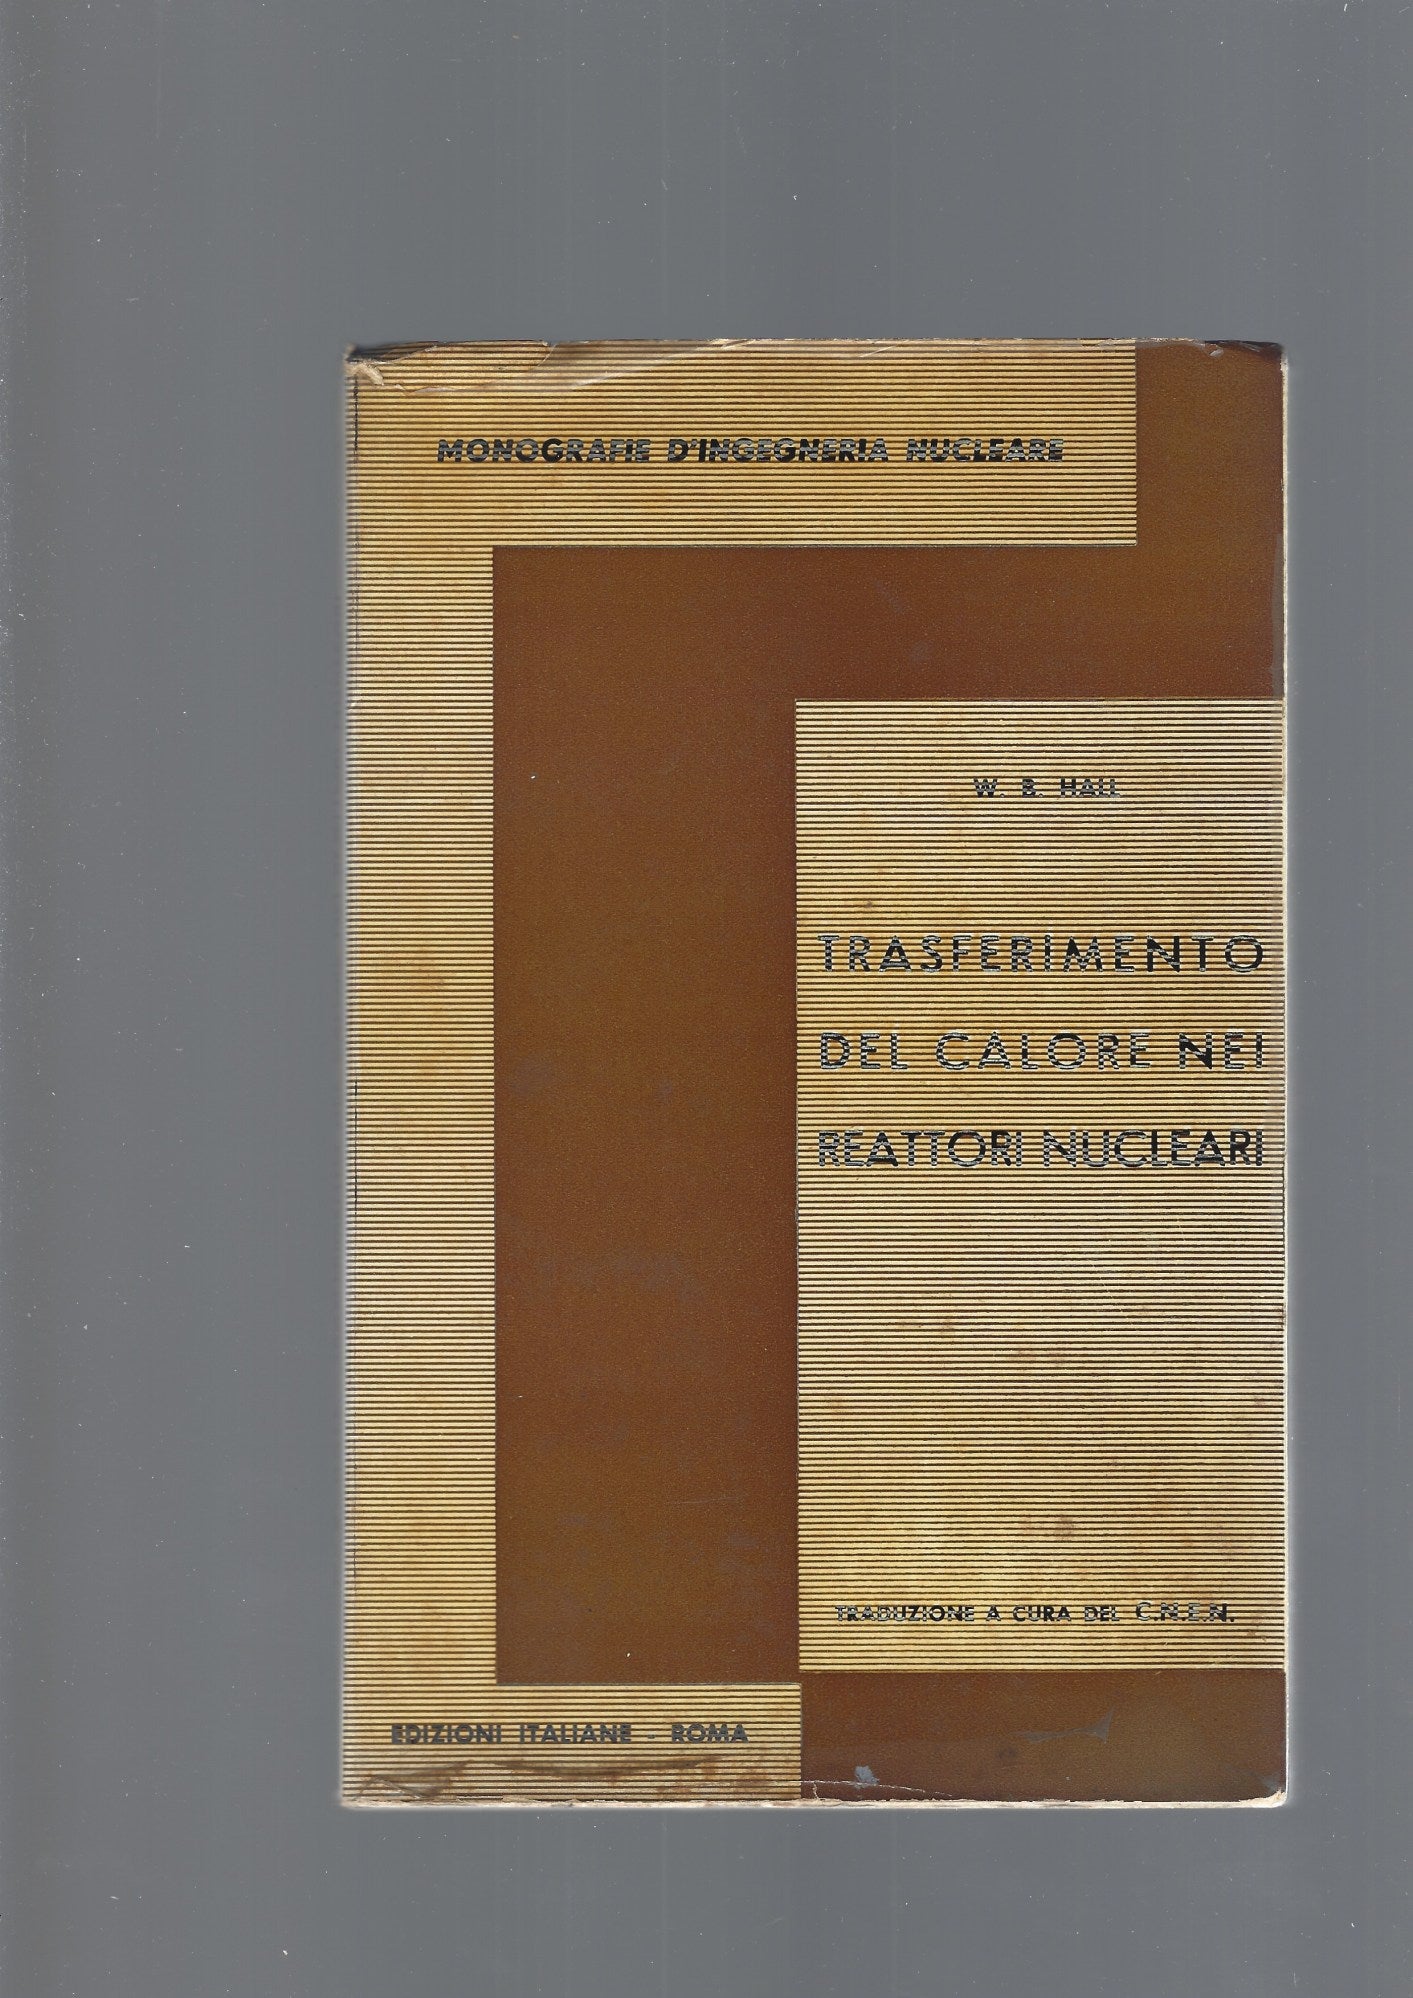 MONOGRAFIE D'INGEGNERIA NUCLEARE
W. B. HALL
TRASFERIMENTO
DEL CALORE NEI
REATTORI NUCLEARI
TRADUZIONE A CURA DEL C.N.E.N.
EDIZIONI ITALIANE - ROMA